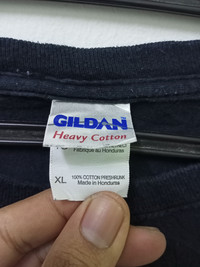 GILDAN
Heavy Cotton
Fabriqué au Honduras
XL
100% COTTON PRESHRUNK
Made in Honduras